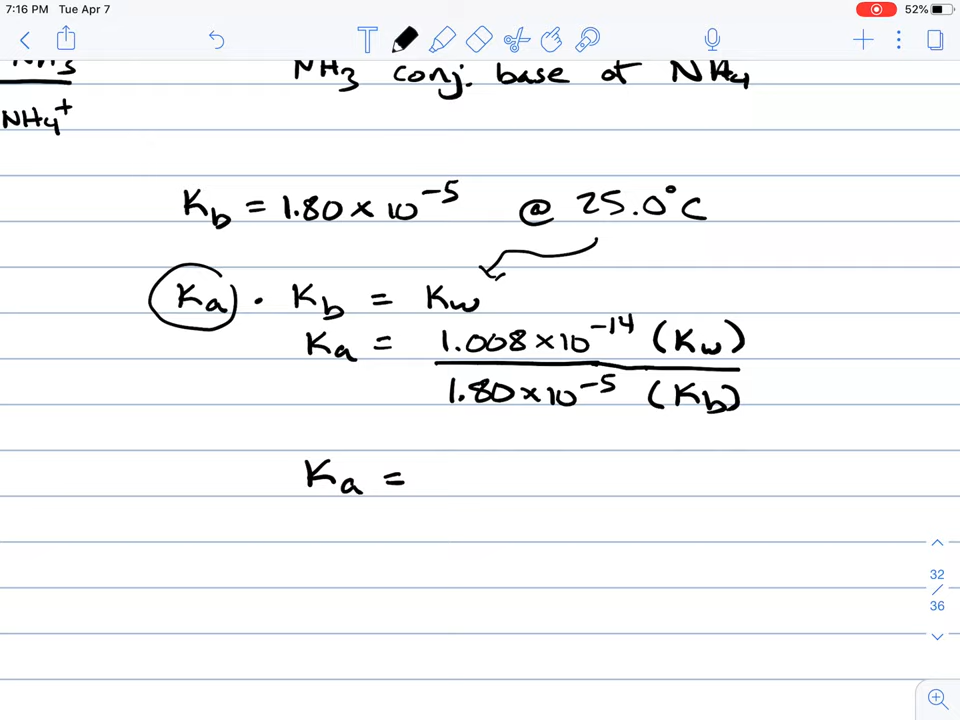 7:16 PM Tue Apr 7
52%
T
NH3 NH3 conj. base of NH4
NH4+
Kb = 1.80 × 10^-5 @ 25.0°C
Ka · Kb = Kw
Ka = 1.008 × 10^-14 (Kw)
1.80 × 10^-5 (Kb)
Ka =
32
/
36